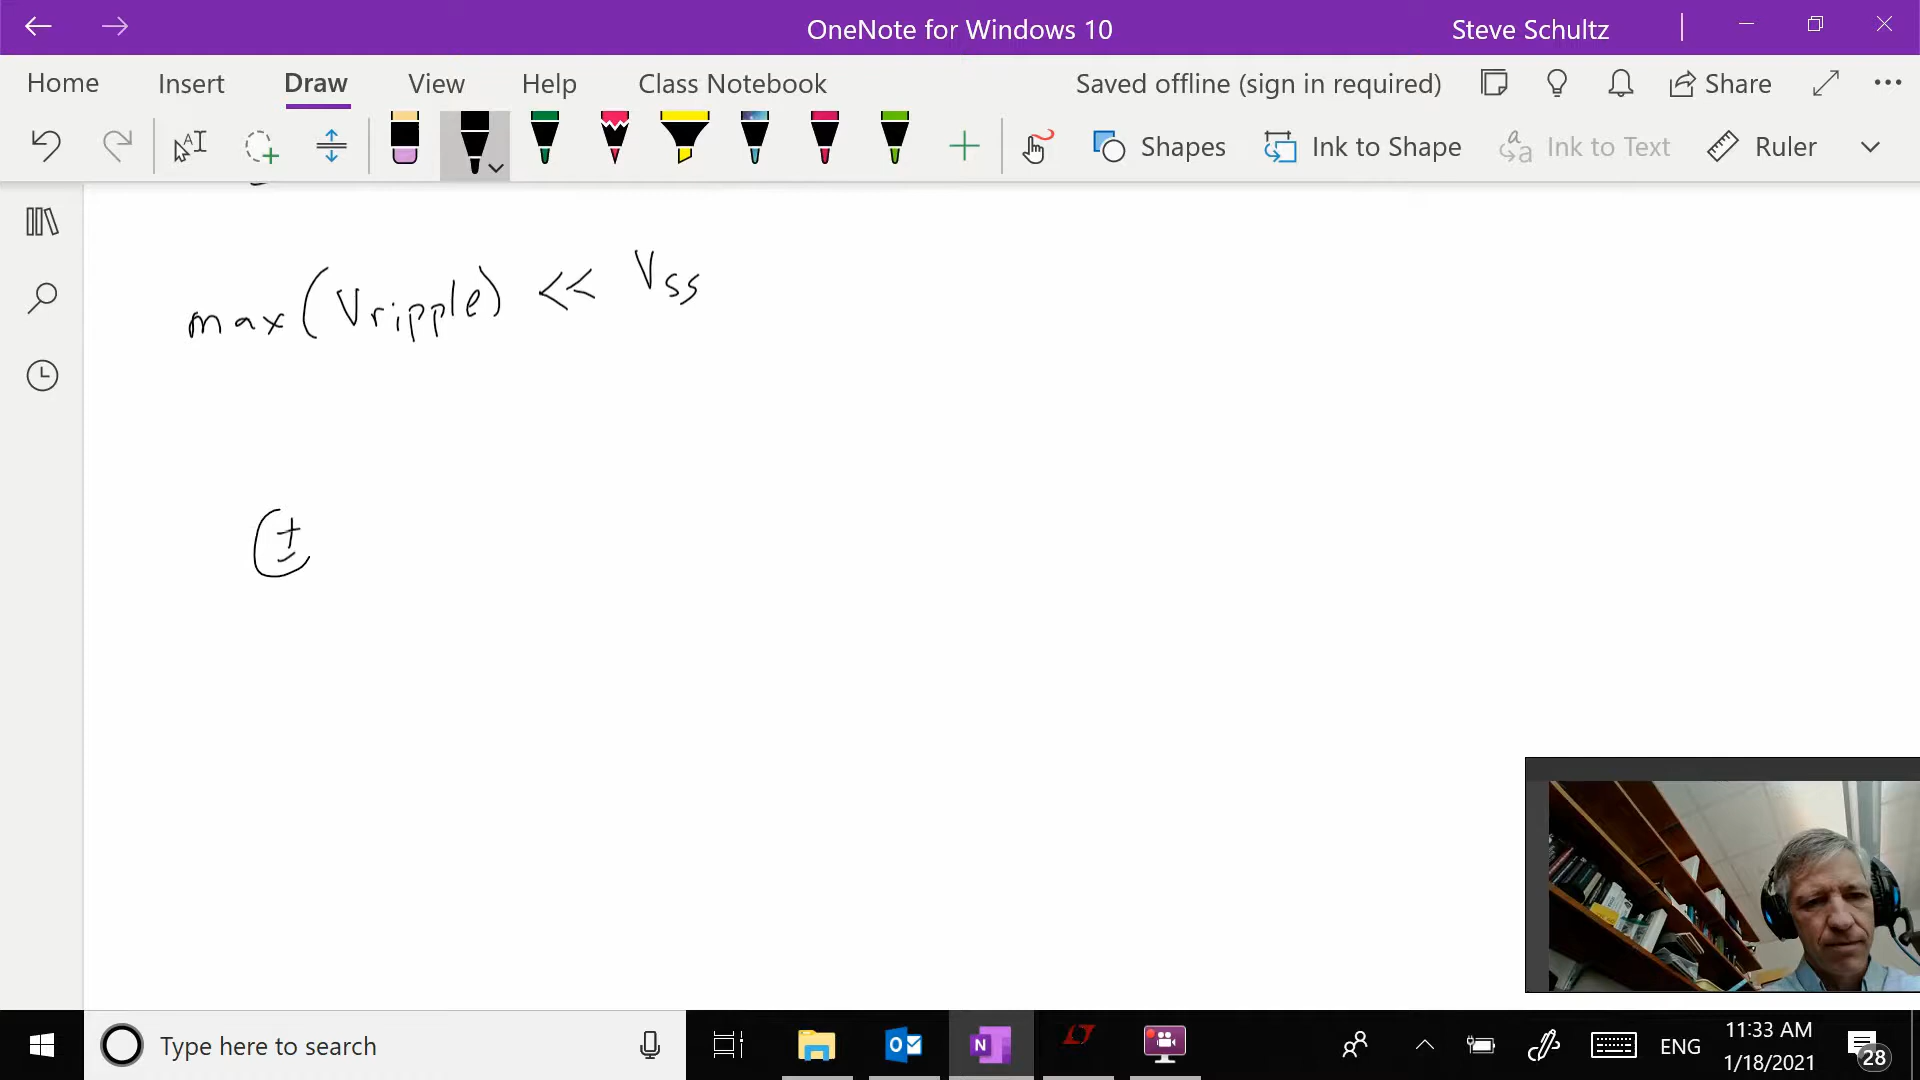 OneNote for Windows 10 Steve Schultz
Home Insert Draw View Help Class Notebook Saved offline (sign in required) Share
Shapes Ink to Shape Ink to Text Ruler
max(Vripple) << Vss
±
Type here to search ENG 11:33 AM
1/18/2021 28